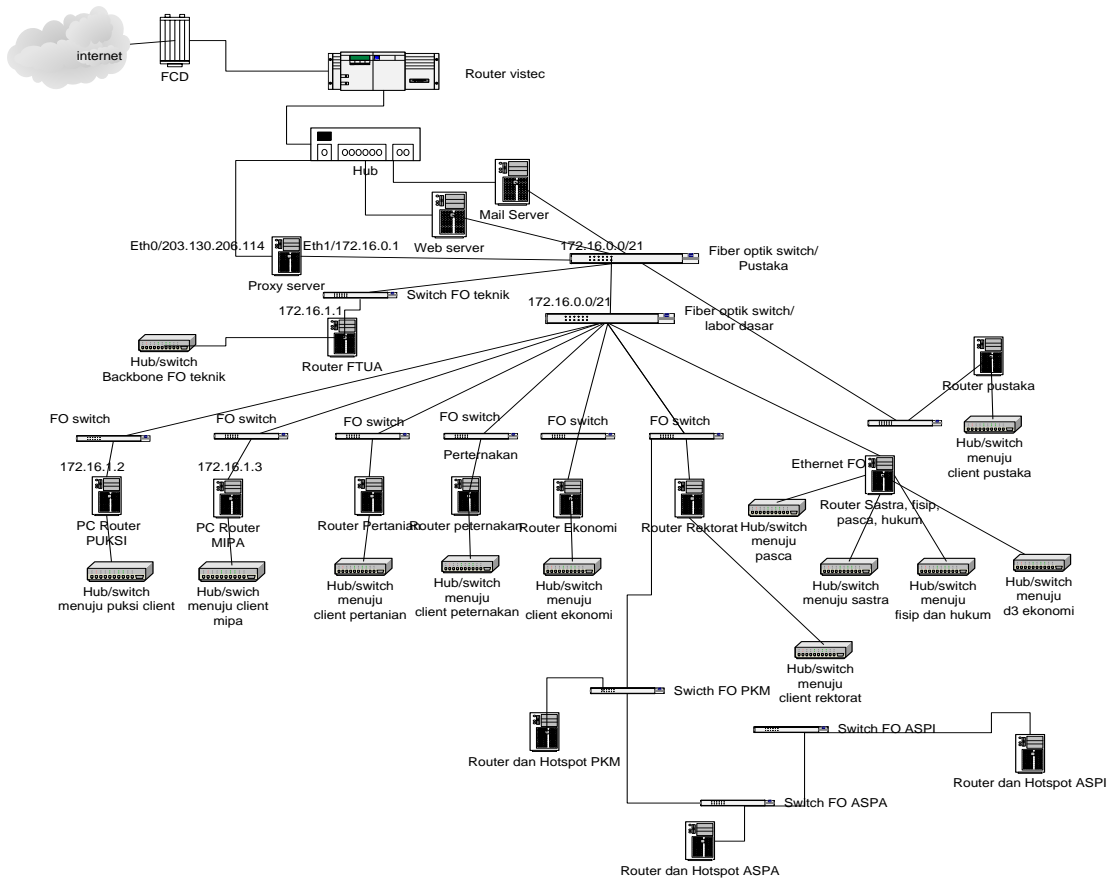 internet
FCD
Router vistec
Hub
Mail Server
Web server
Eth0/203.130.206.114
Eth1/172.16.0.1
Proxy server
172.16.0.0/21
Fiber optik switch/
Pustaka
Switch FO teknik
172.16.0.0/21
Fiber optik switch/
labor dasar
172.16.1.1
Router FTUA
Hub/switch
Backbone FO teknik
Router pustaka
Hub/switch
menuju
client pustaka
FO switch
FO switch
FO switch
FO switch
Perternakan
FO switch
FO switch
Ethernet FO
172.16.1.2
172.16.1.3
PC Router
PUKSI
PC Router
MIPA
Router Pertanian
Router peternakan
Router Ekonomi
Router Rektorat
Router Sastra, fisip,
pasca, hukum
Hub/switch
menuju
pasca
Hub/switch
menuju puksi client
Hub/swich
menuju client
mipa
Hub/switch
menuju
client pertanian
Hub/switch
menuju
client peternakan
Hub/switch
menuju
client ekonomi
Hub/switch
menuju sastra
Hub/switch
menuju
fisip dan hukum
Hub/switch
menuju
d3 ekonomi
Hub/switch
menuju
client rektorat
Swicth FO PKM
Router dan Hotspot PKM
Switch FO ASPI
Router dan Hotspot ASPI
Switch FO ASPA
Router dan Hotspot ASPA